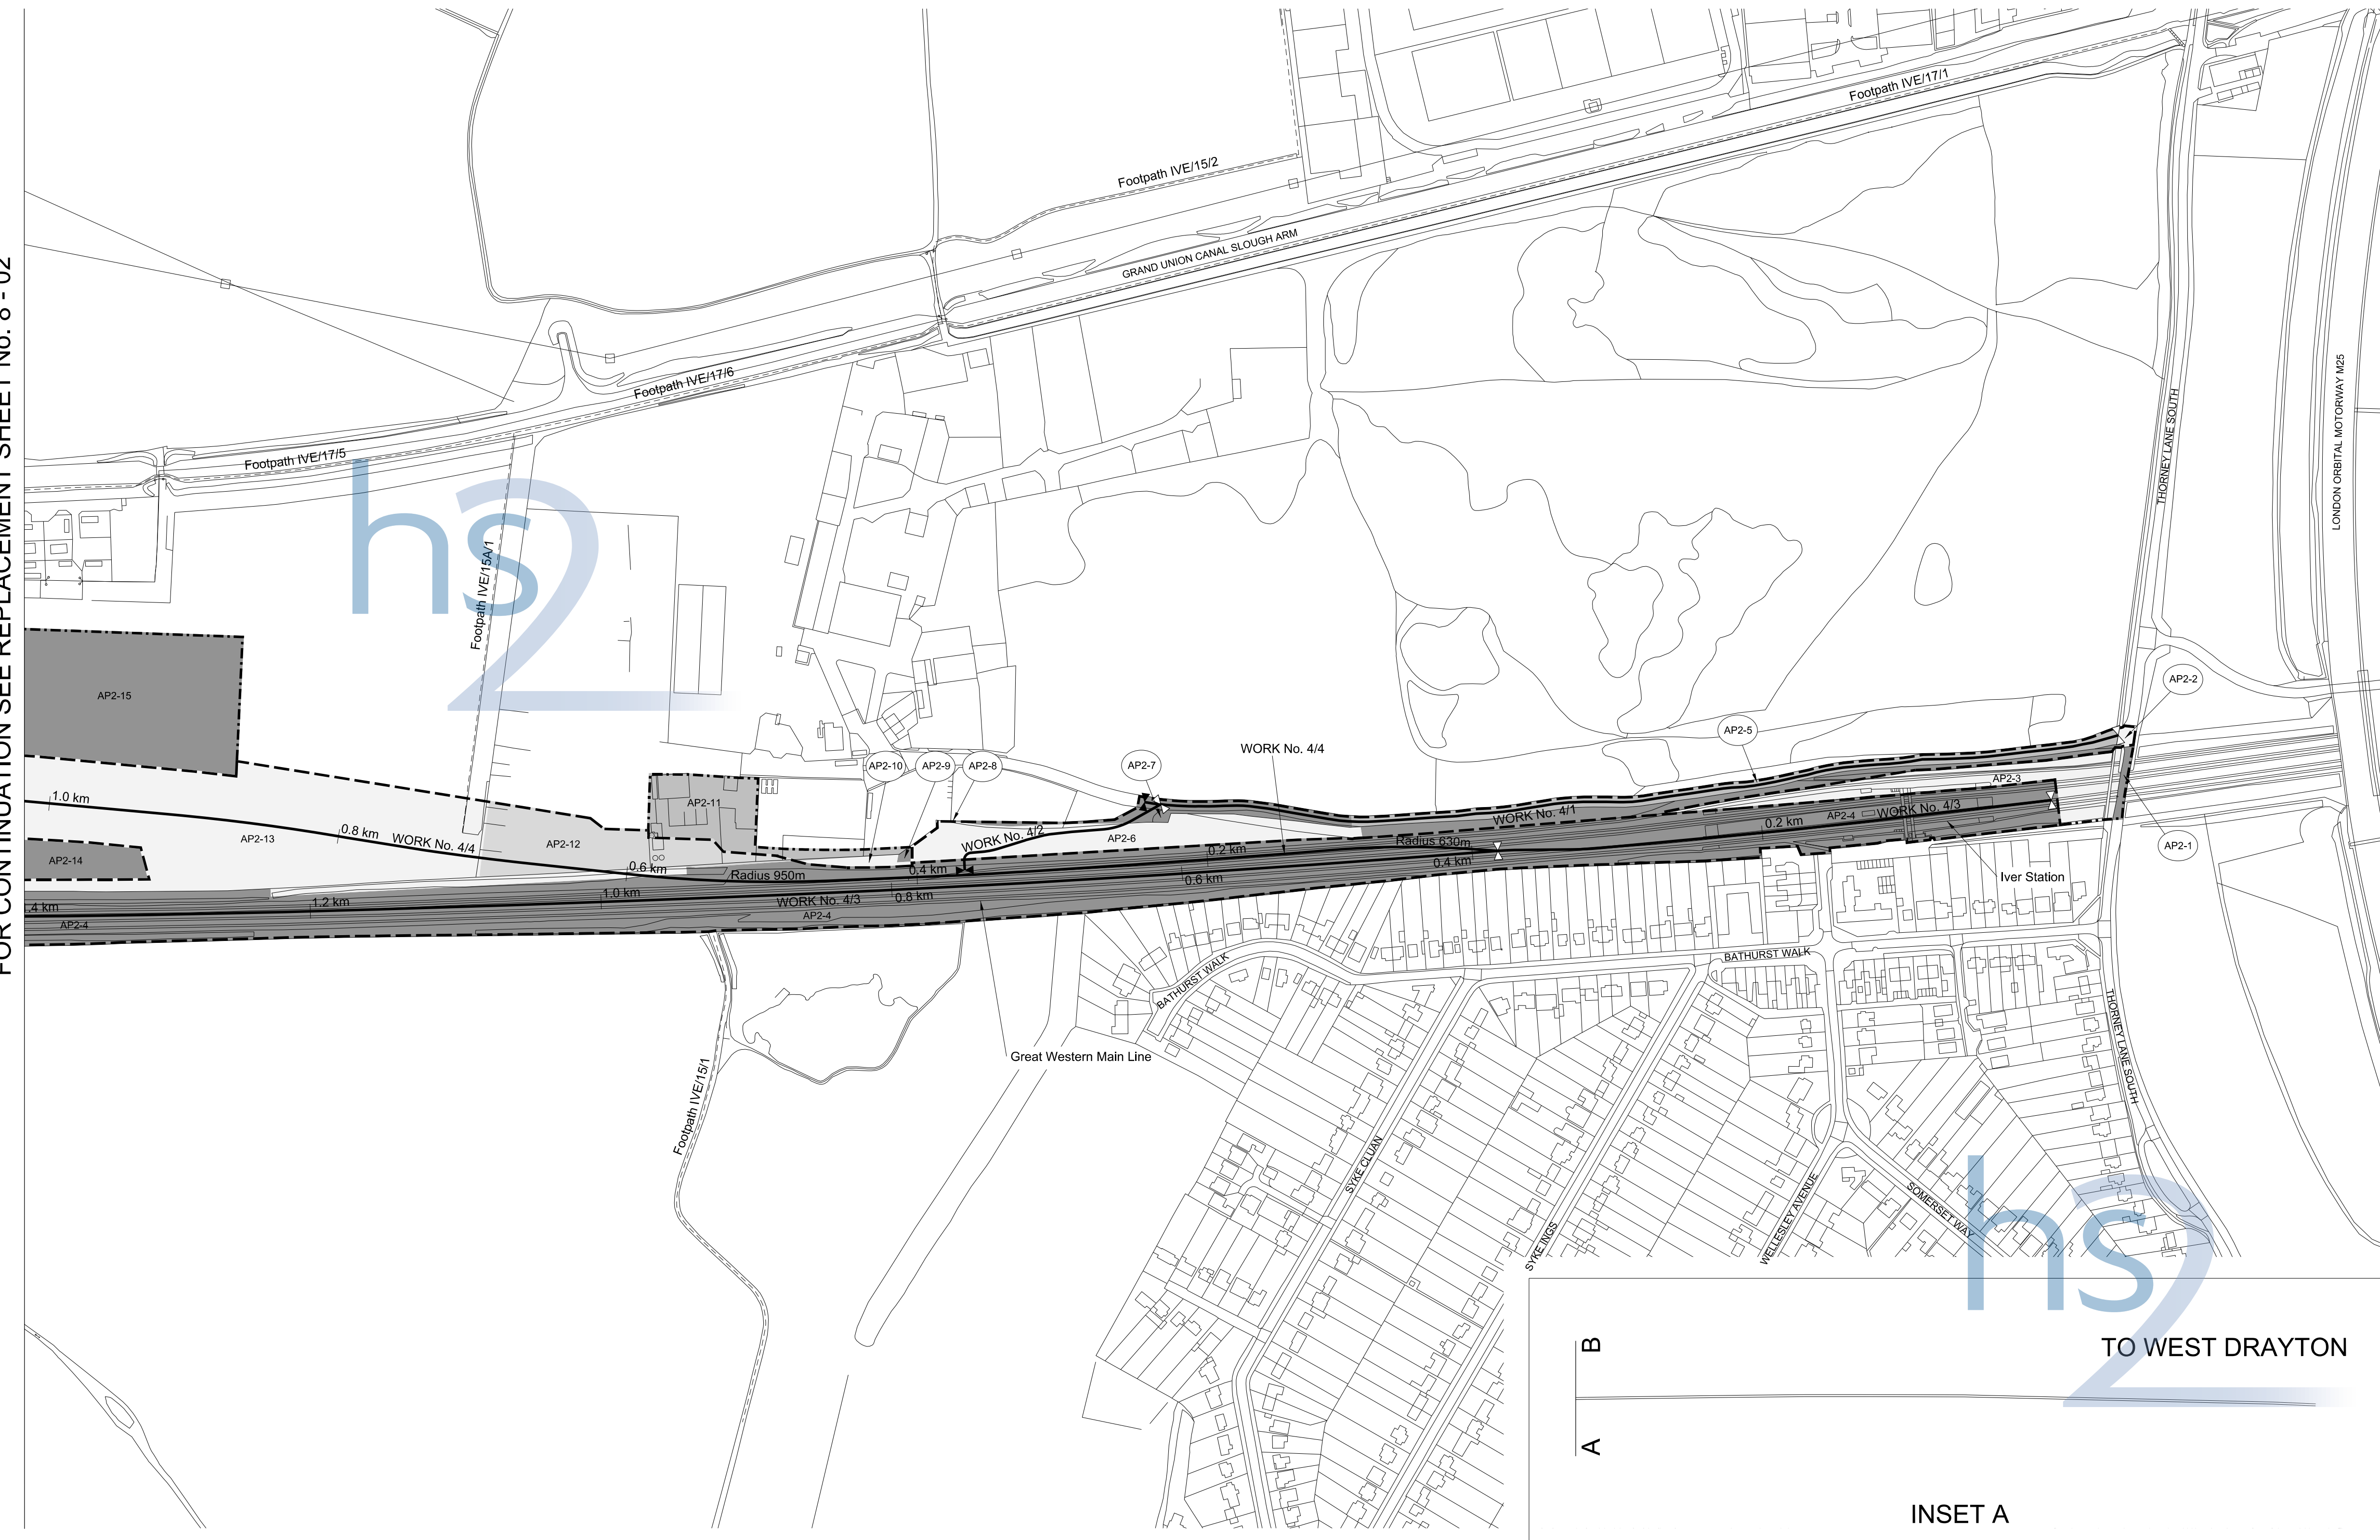 FOR CONTINUATION SEE REPLACEMENT SHEET No. 8 - 02
Footpath IVE/17/1
Footpath IVE/15/2
GRAND UNION CANAL SLOUGH ARM
Footpath IVE/17/6
Footpath IVE/17/5
Footpath IVE/15A/1
THORNEY LANE SOUTH
LONDON ORBITAL MOTORWAY M25
hs2
AP2-15
AP2-2
AP2-5
WORK No. 4/4
AP2-7
AP2-10
AP2-9
AP2-8
AP2-3
AP2-11
1.0 km
0.8 km
WORK No. 4/4
AP2-13
AP2-12
AP2-14
WORK No. 4/2
AP2-6
WORK No. 4/1
WORK No. 4/3
AP2-4
0.2 km
AP2-1
Radius 630m
0.2 km
0.4 km
0.4 km
0.6 km
Radius 950m
0.6 km
Iver Station
.4 km
1.2 km
1.0 km
WORK No. 4/3
0.8 km
AP2-4
AP2-4
BATHURST WALK
BATHURST WALK
Great Western Main Line
Footpath IVE/15/1
THORNEY LANE SOUTH
SYKE CLUAN
SYKE INGS
WELLESLEY AVENUE
SOMERSET WAY
hs2
B
A
TO WEST DRAYTON
INSET A